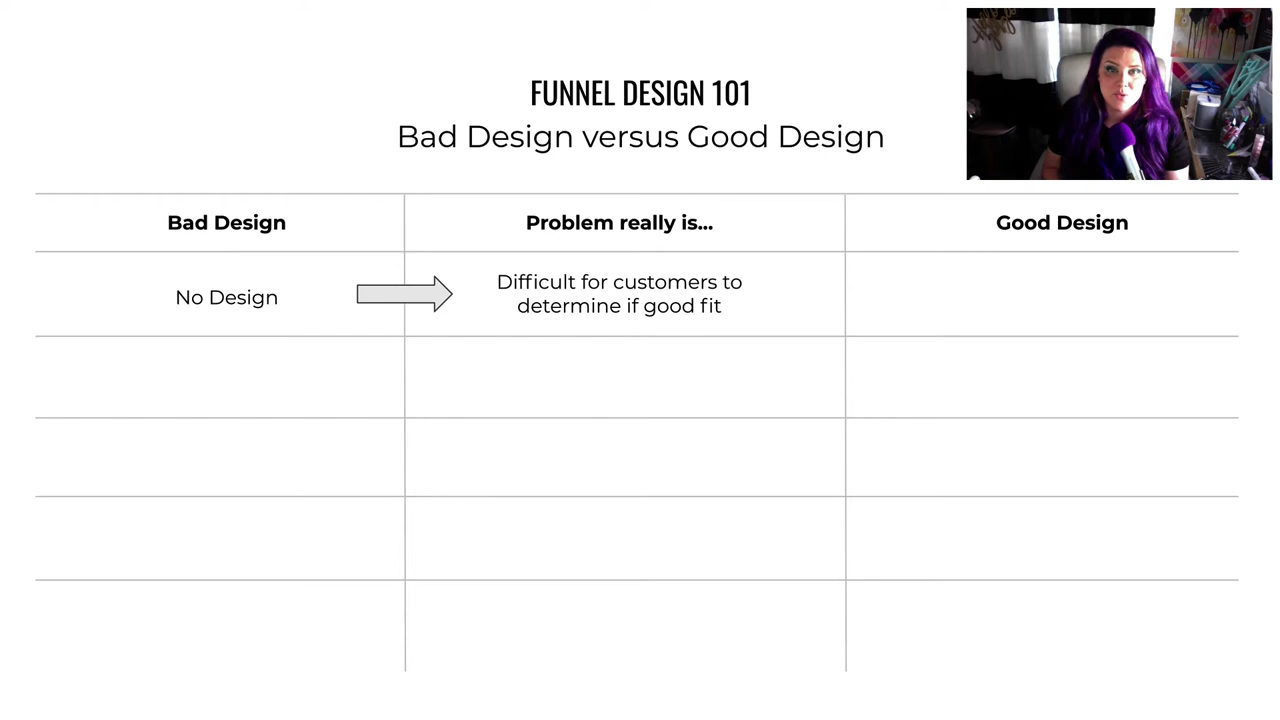 FUNNEL DESIGN 101
Bad Design versus Good Design
Bad Design
Problem really is...
Good Design
No Design
Difficult for customers to
determine if good fit